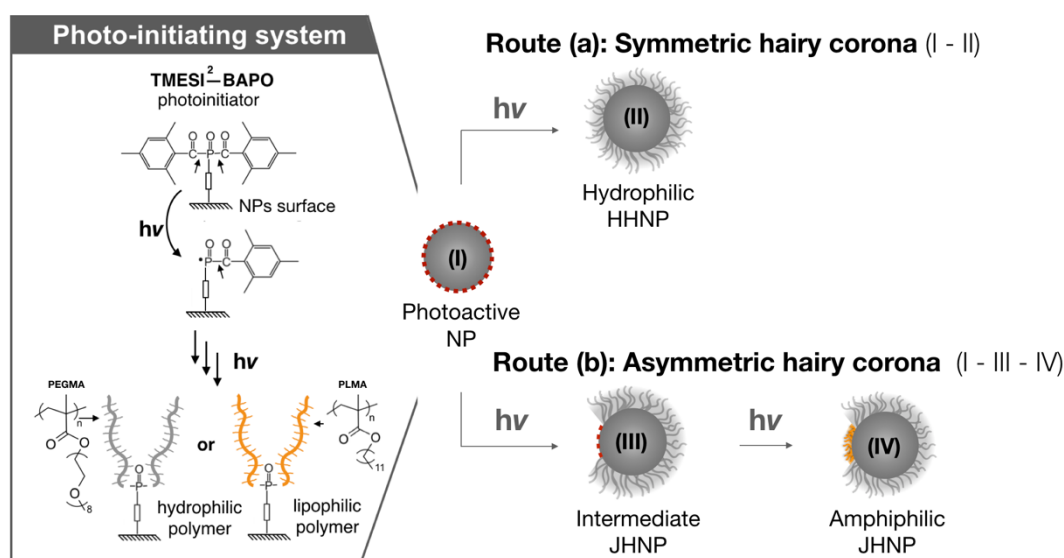 Photo-initiating system
TMESI²—BAPO
photoinitiator
O O O
C P C
NPs surface
hν
O O
•P C
hν
PEGMA
n
O
O
O
8
or
PLMA
n
O
O
11
O
P
hydrophilic
polymer
O
P
lipophilic
polymer
Route (a): Symmetric hairy corona (I - II)
hν
(II)
Hydrophilic
HHNP
(I)
Photoactive
NP
Route (b): Asymmetric hairy corona (I - III - IV)
hν
(III)
Intermediate
JHNP
hν
(IV)
Amphiphilic
JHNP